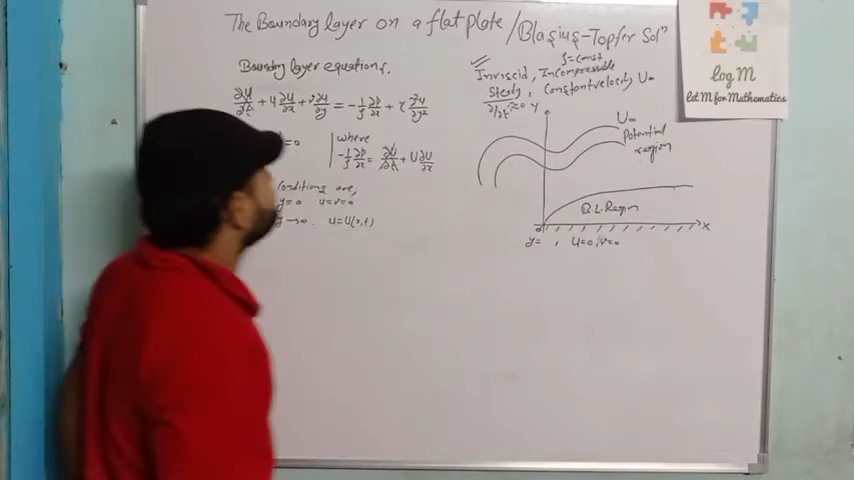 The Boundary layer on a flat plate / Blasius-Topfer Solⁿ
Boundary layer equations.
∂u/∂t + u ∂u/∂x + v ∂u/∂y = -1/ρ ∂p/∂x + ν ∂²u/∂y²
=0
where
-1/ρ ∂p/∂x = ∂U/∂t + U ∂U/∂x
Conditions are,
y=0 u=v=0
y→∞. u=U(x,t)
✓ Inviscid, Incompressible
ρ=const
Steady, Constant velocity U∞
∂/∂t ≈ 0
Y
U∞
potential
region
B.L. Region
X
y= , u=0, v=0
log M
let M for Mathematics